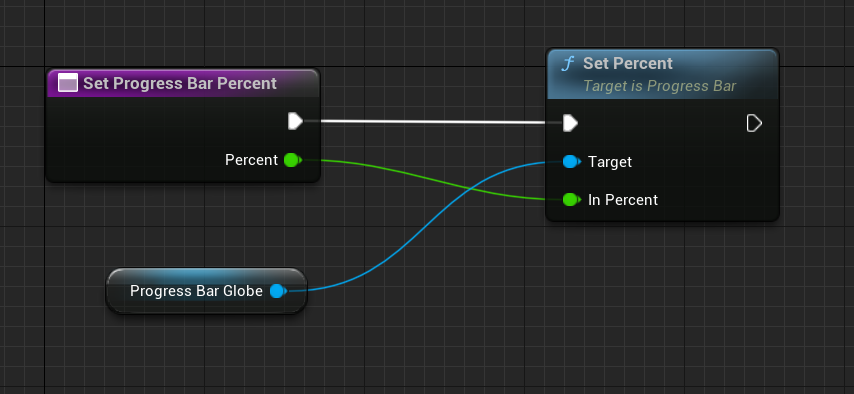 Set Progress Bar Percent
Percent
Progress Bar Globe
f Set Percent
Target is Progress Bar
Target
In Percent